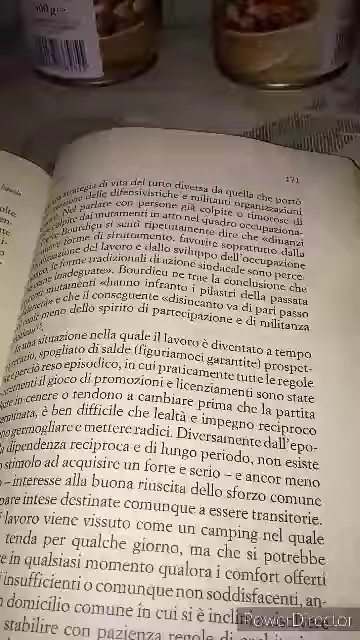 100 g
171
strategia di vita del tutto diversa da quella che portò
delle difensivistiche e militanti organizzazioni
Nel parlare con persone già colpite o timorose di
colpite dai mutamenti in atto nel quadro occupaziona-
Bourdieu si sentì ripetutamente dire che «dinanzi
forme di sfruttamento, favorite soprattutto dalla
del lavoro e dallo sviluppo dell'occupazione
le forme tradizionali di azione sindacale sono perce-
inadeguate». Bourdieu ne trae la conclusione che
mutamenti «hanno infranto i pilastri della passata
e che il conseguente «disincanto va di pari passo
meno dello spirito di partecipazione e di militanza
una situazione nella quale il lavoro è diventato a tempo
spogliato di salde (figuriamoci garantite) prospet-
perciò reso episodico, in cui praticamente tutte le regole
il gioco di promozioni e licenziamenti sono state
in cenere o tendono a cambiare prima che la partita
è ben difficile che lealtà e impegno reciproco
germogliare e mettere radici. Diversamente dall'epo-
dipendenza reciproca e di lungo periodo, non esiste
stimolo ad acquisire un forte e serio – e ancor meno
– interesse alla buona riuscita dello sforzo comune
intese destinate comunque a essere transitorie.
lavoro viene vissuto come un camping nel quale
tenda per qualche giorno, ma che si potrebbe
in qualsiasi momento qualora i comfort offerti
insufficienti o comunque non soddisfacenti, an-
domicilio comune in cui si è
stabilire con pazienza regole di
PowerDirector